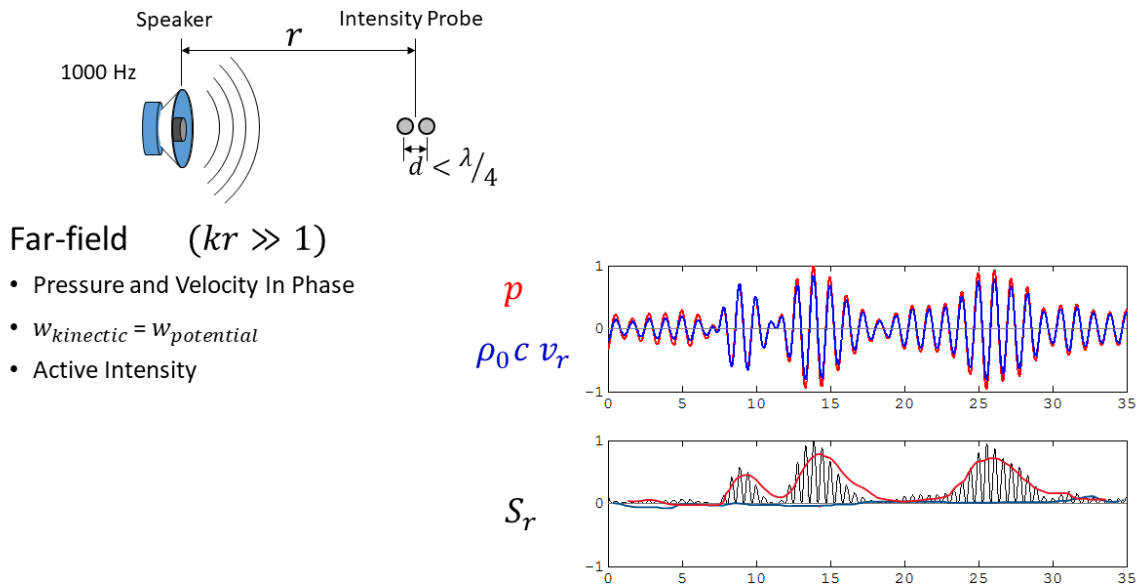 Speaker
Intensity Probe
r
1000 Hz
d < λ/4
Far-field (kr ≫ 1)
• Pressure and Velocity In Phase
• w_kinectic = w_potential
• Active Intensity
p
ρ₀ c v_r
1
0
−1
0 5 10 15 20 25 30 35
S_r
1
0
−1
0 5 10 15 20 25 30 35